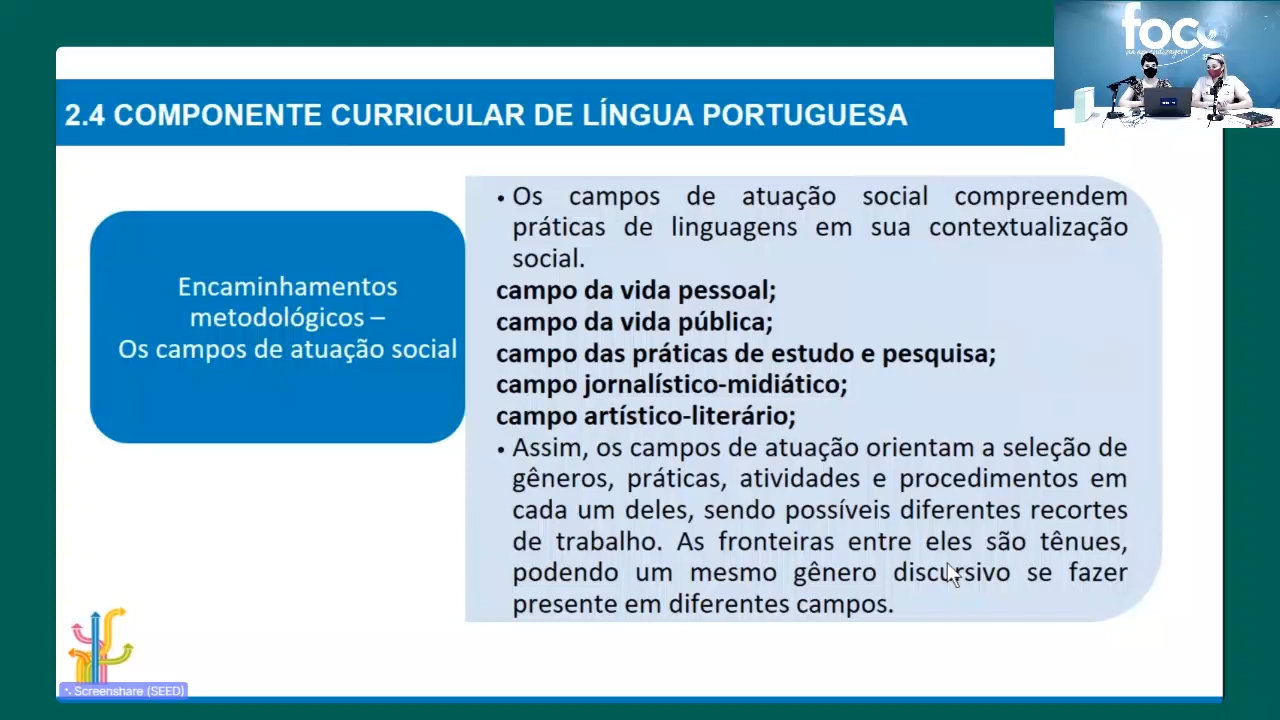 foco
na aprendizagem
2.4 COMPONENTE CURRICULAR DE LÍNGUA PORTUGUESA
Encaminhamentos
metodológicos –
Os campos de atuação social
• Os campos de atuação social compreendem
práticas de linguagens em sua contextualização
social.
campo da vida pessoal;
campo da vida pública;
campo das práticas de estudo e pesquisa;
campo jornalístico-midiático;
campo artístico-literário;
• Assim, os campos de atuação orientam a seleção de
gêneros, práticas, atividades e procedimentos em
cada um deles, sendo possíveis diferentes recortes
de trabalho. As fronteiras entre eles são tênues,
podendo um mesmo gênero discursivo se fazer
presente em diferentes campos.
Screenshare (SEED)